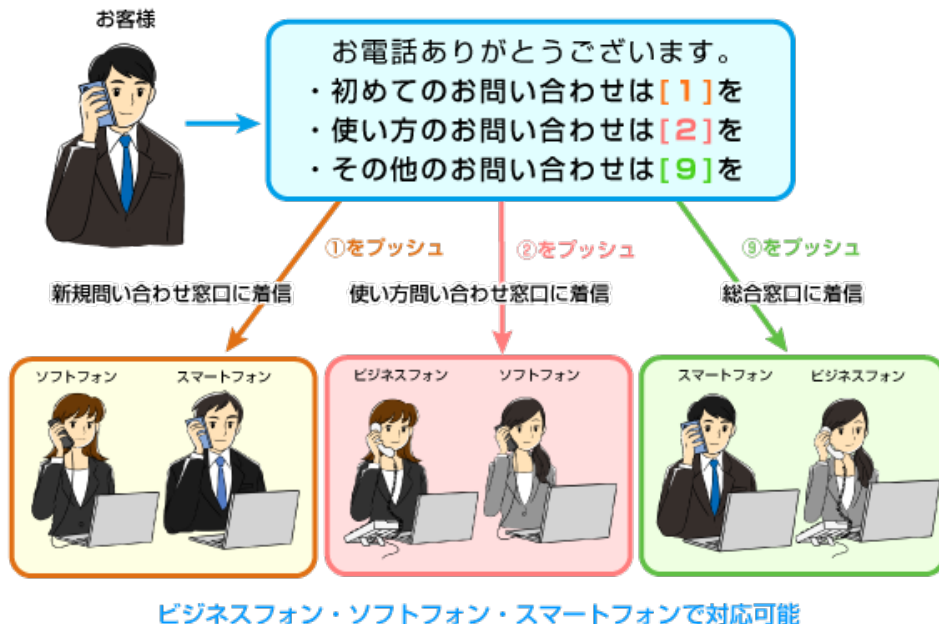 お客様
お電話ありがとうございます。
・初めてのお問い合わせは[1]を
・使い方のお問い合わせは[2]を
・その他のお問い合わせは[9]を
①をプッシュ
②をプッシュ
⑨をプッシュ
新規問い合わせ窓口に着信
使い方問い合わせ窓口に着信
総合窓口に着信
ソフトフォン
スマートフォン
ビジネスフォン
ソフトフォン
スマートフォン
ビジネスフォン
ビジネスフォン・ソフトフォン・スマートフォンで対応可能